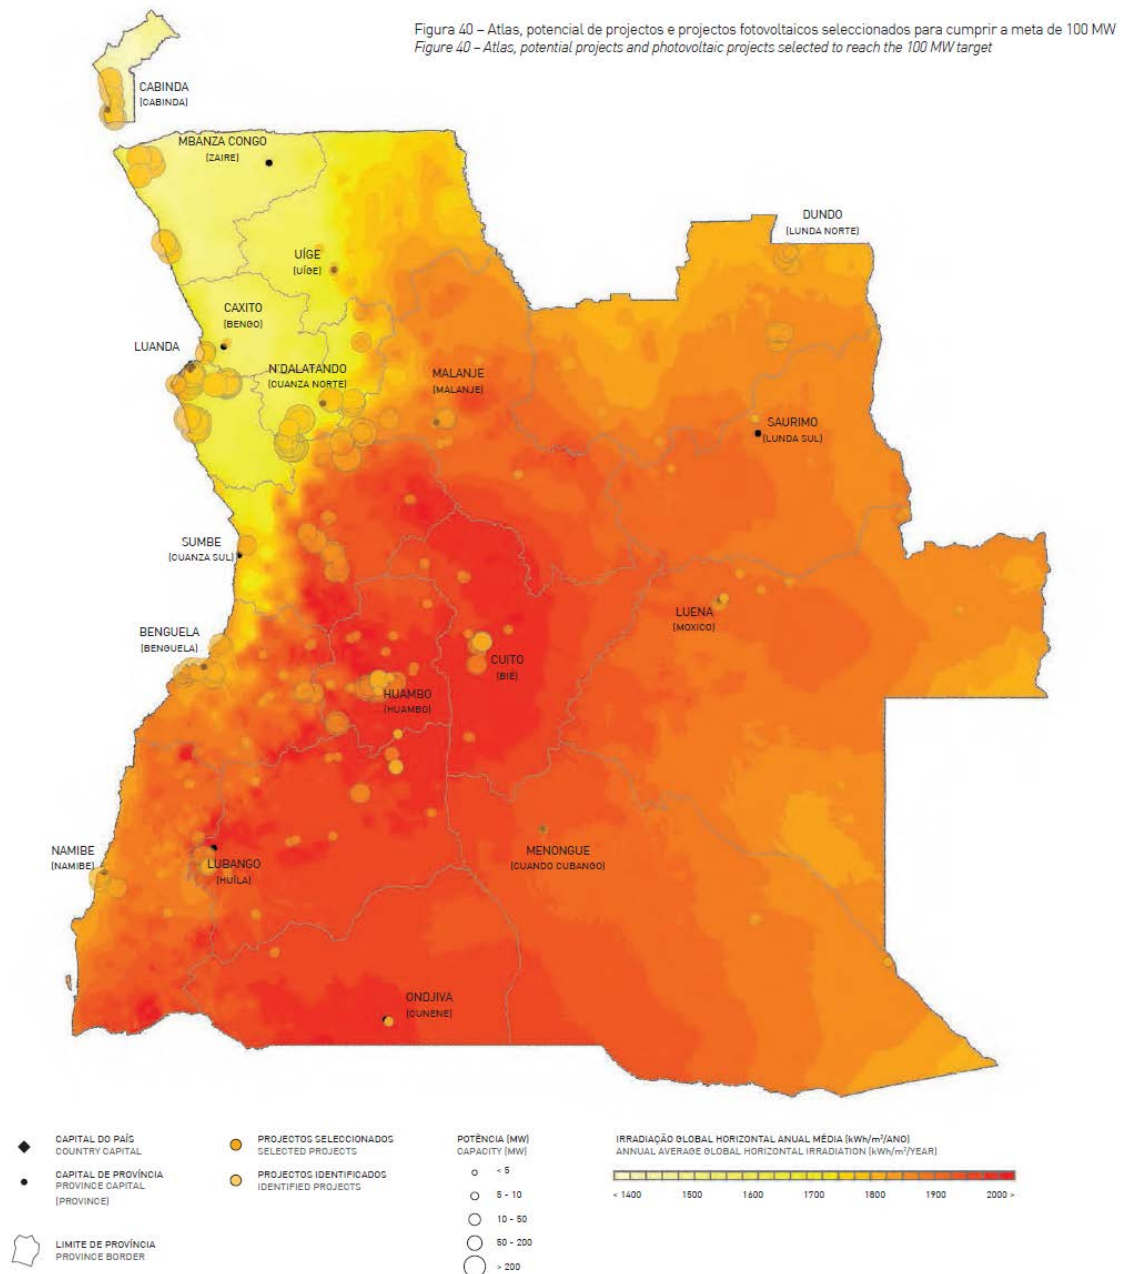 Figura 40 – Atlas, potencial de projectos e projectos fotovoltaicos seleccionados para cumprir a meta de 100 MW
Figure 40 – Atlas, potential projects and photovoltaic projects selected to reach the 100 MW target
CABINDA
(CABINDA)
MBANZA CONGO
(ZAIRE)
DUNDO
(LUNDA NORTE)
UÍGE
(UÍGE)
CAXITO
(BENGO)
LUANDA
N'DALATANDO
(CUANZA NORTE)
MALANJE
(MALANJE)
SAURIMO
(LUNDA SUL)
SUMBE
(CUANZA SUL)
LUENA
(MOXICO)
BENGUELA
(BENGUELA)
CUITO
(BIÉ)
HUAMBO
(HUAMBO)
NAMIBE
(NAMIBE)
LUBANGO
(HUÍLA)
MENONGUE
(CUANDO CUBANGO)
ONDJIVA
(CUNENE)
CAPITAL DO PAÍS
COUNTRY CAPITAL
CAPITAL DE PROVÍNCIA
PROVINCE CAPITAL
(PROVINCE)
LIMITE DE PROVÍNCIA
PROVINCE BORDER
PROJECTOS SELECCIONADOS
SELECTED PROJECTS
PROJECTOS IDENTIFICADOS
IDENTIFIED PROJECTS
POTÊNCIA (MW)
CAPACITY (MW)
< 5
5 - 10
10 - 50
50 - 200
> 200
IRRADIAÇÃO GLOBAL HORIZONTAL ANUAL MÉDIA (kWh/m²/ANO)
ANNUAL AVERAGE GLOBAL HORIZONTAL IRRADIATION (kWh/m²/YEAR)
< 1400 1500 1600 1700 1800 1900 2000 >